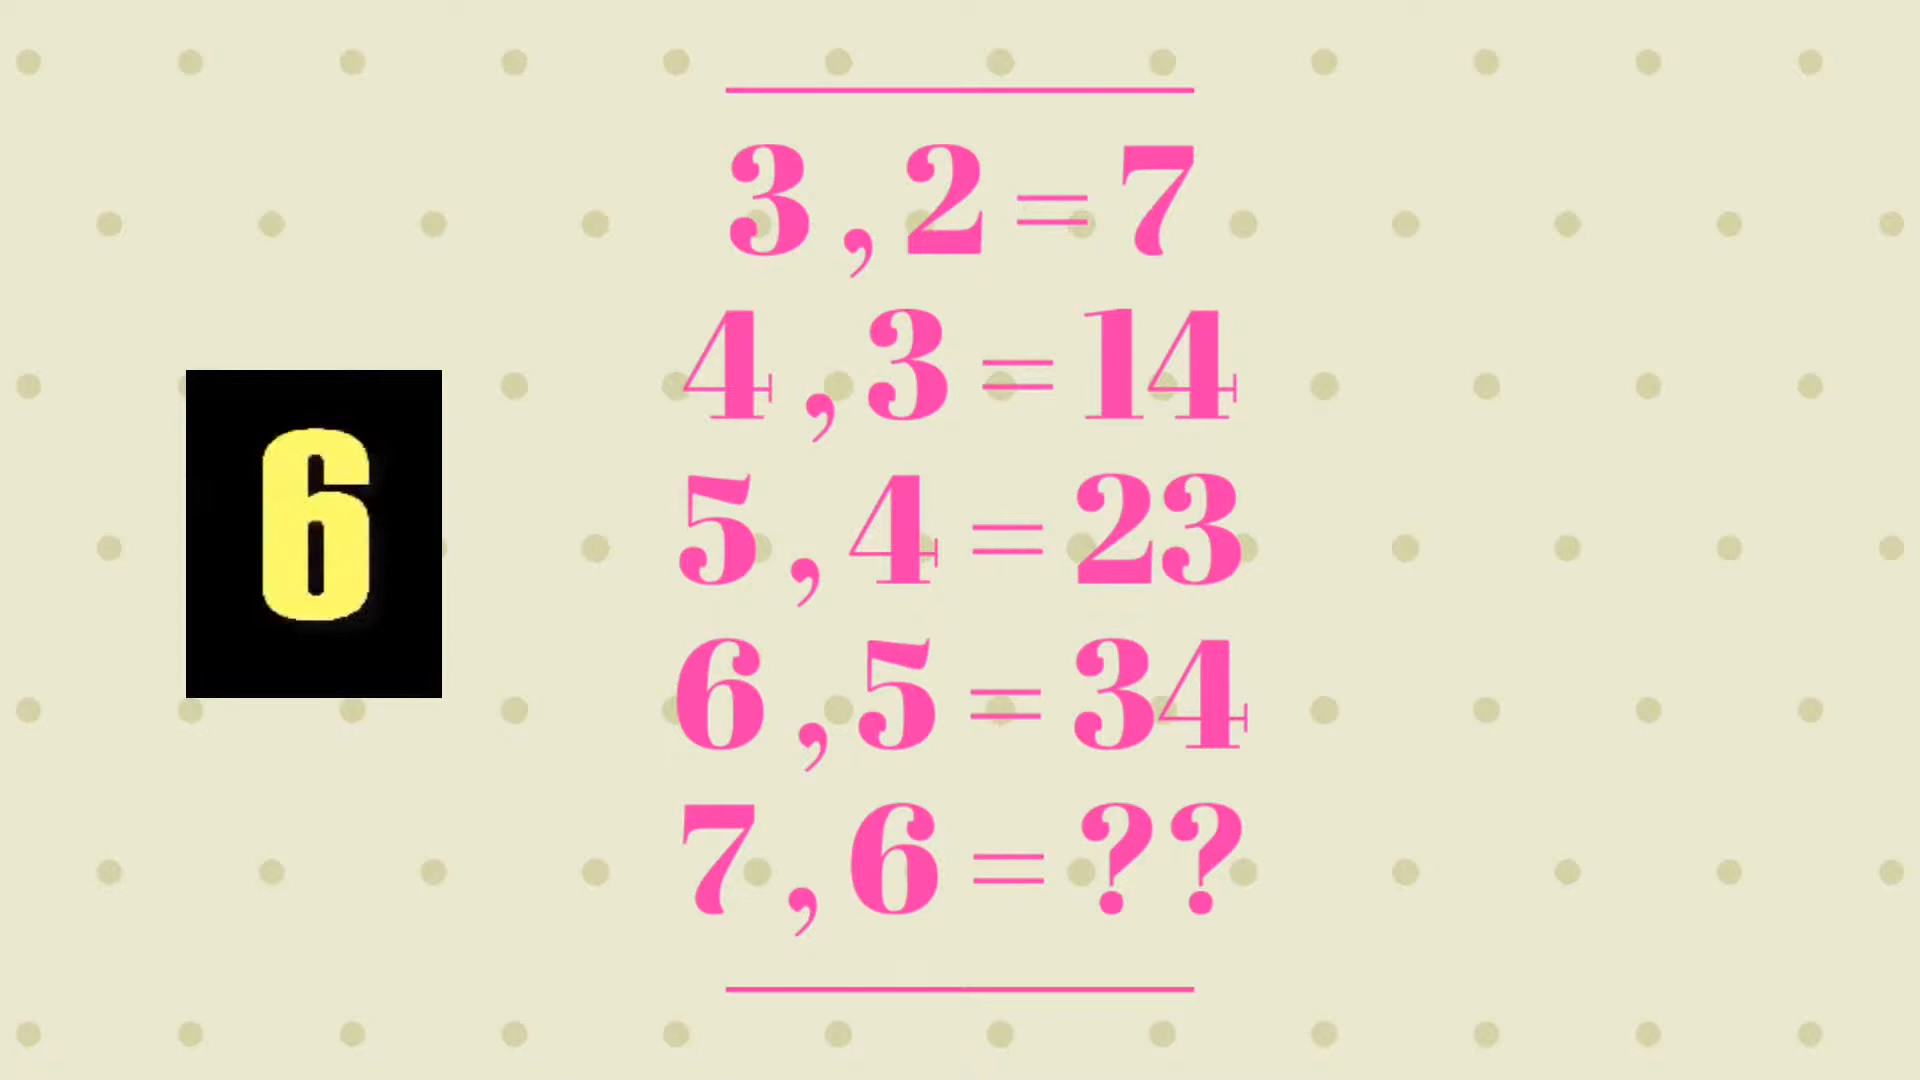 6
3 , 2 = 7
4 , 3 = 14
5 , 4 = 23
6 , 5 = 34
7 , 6 = ??